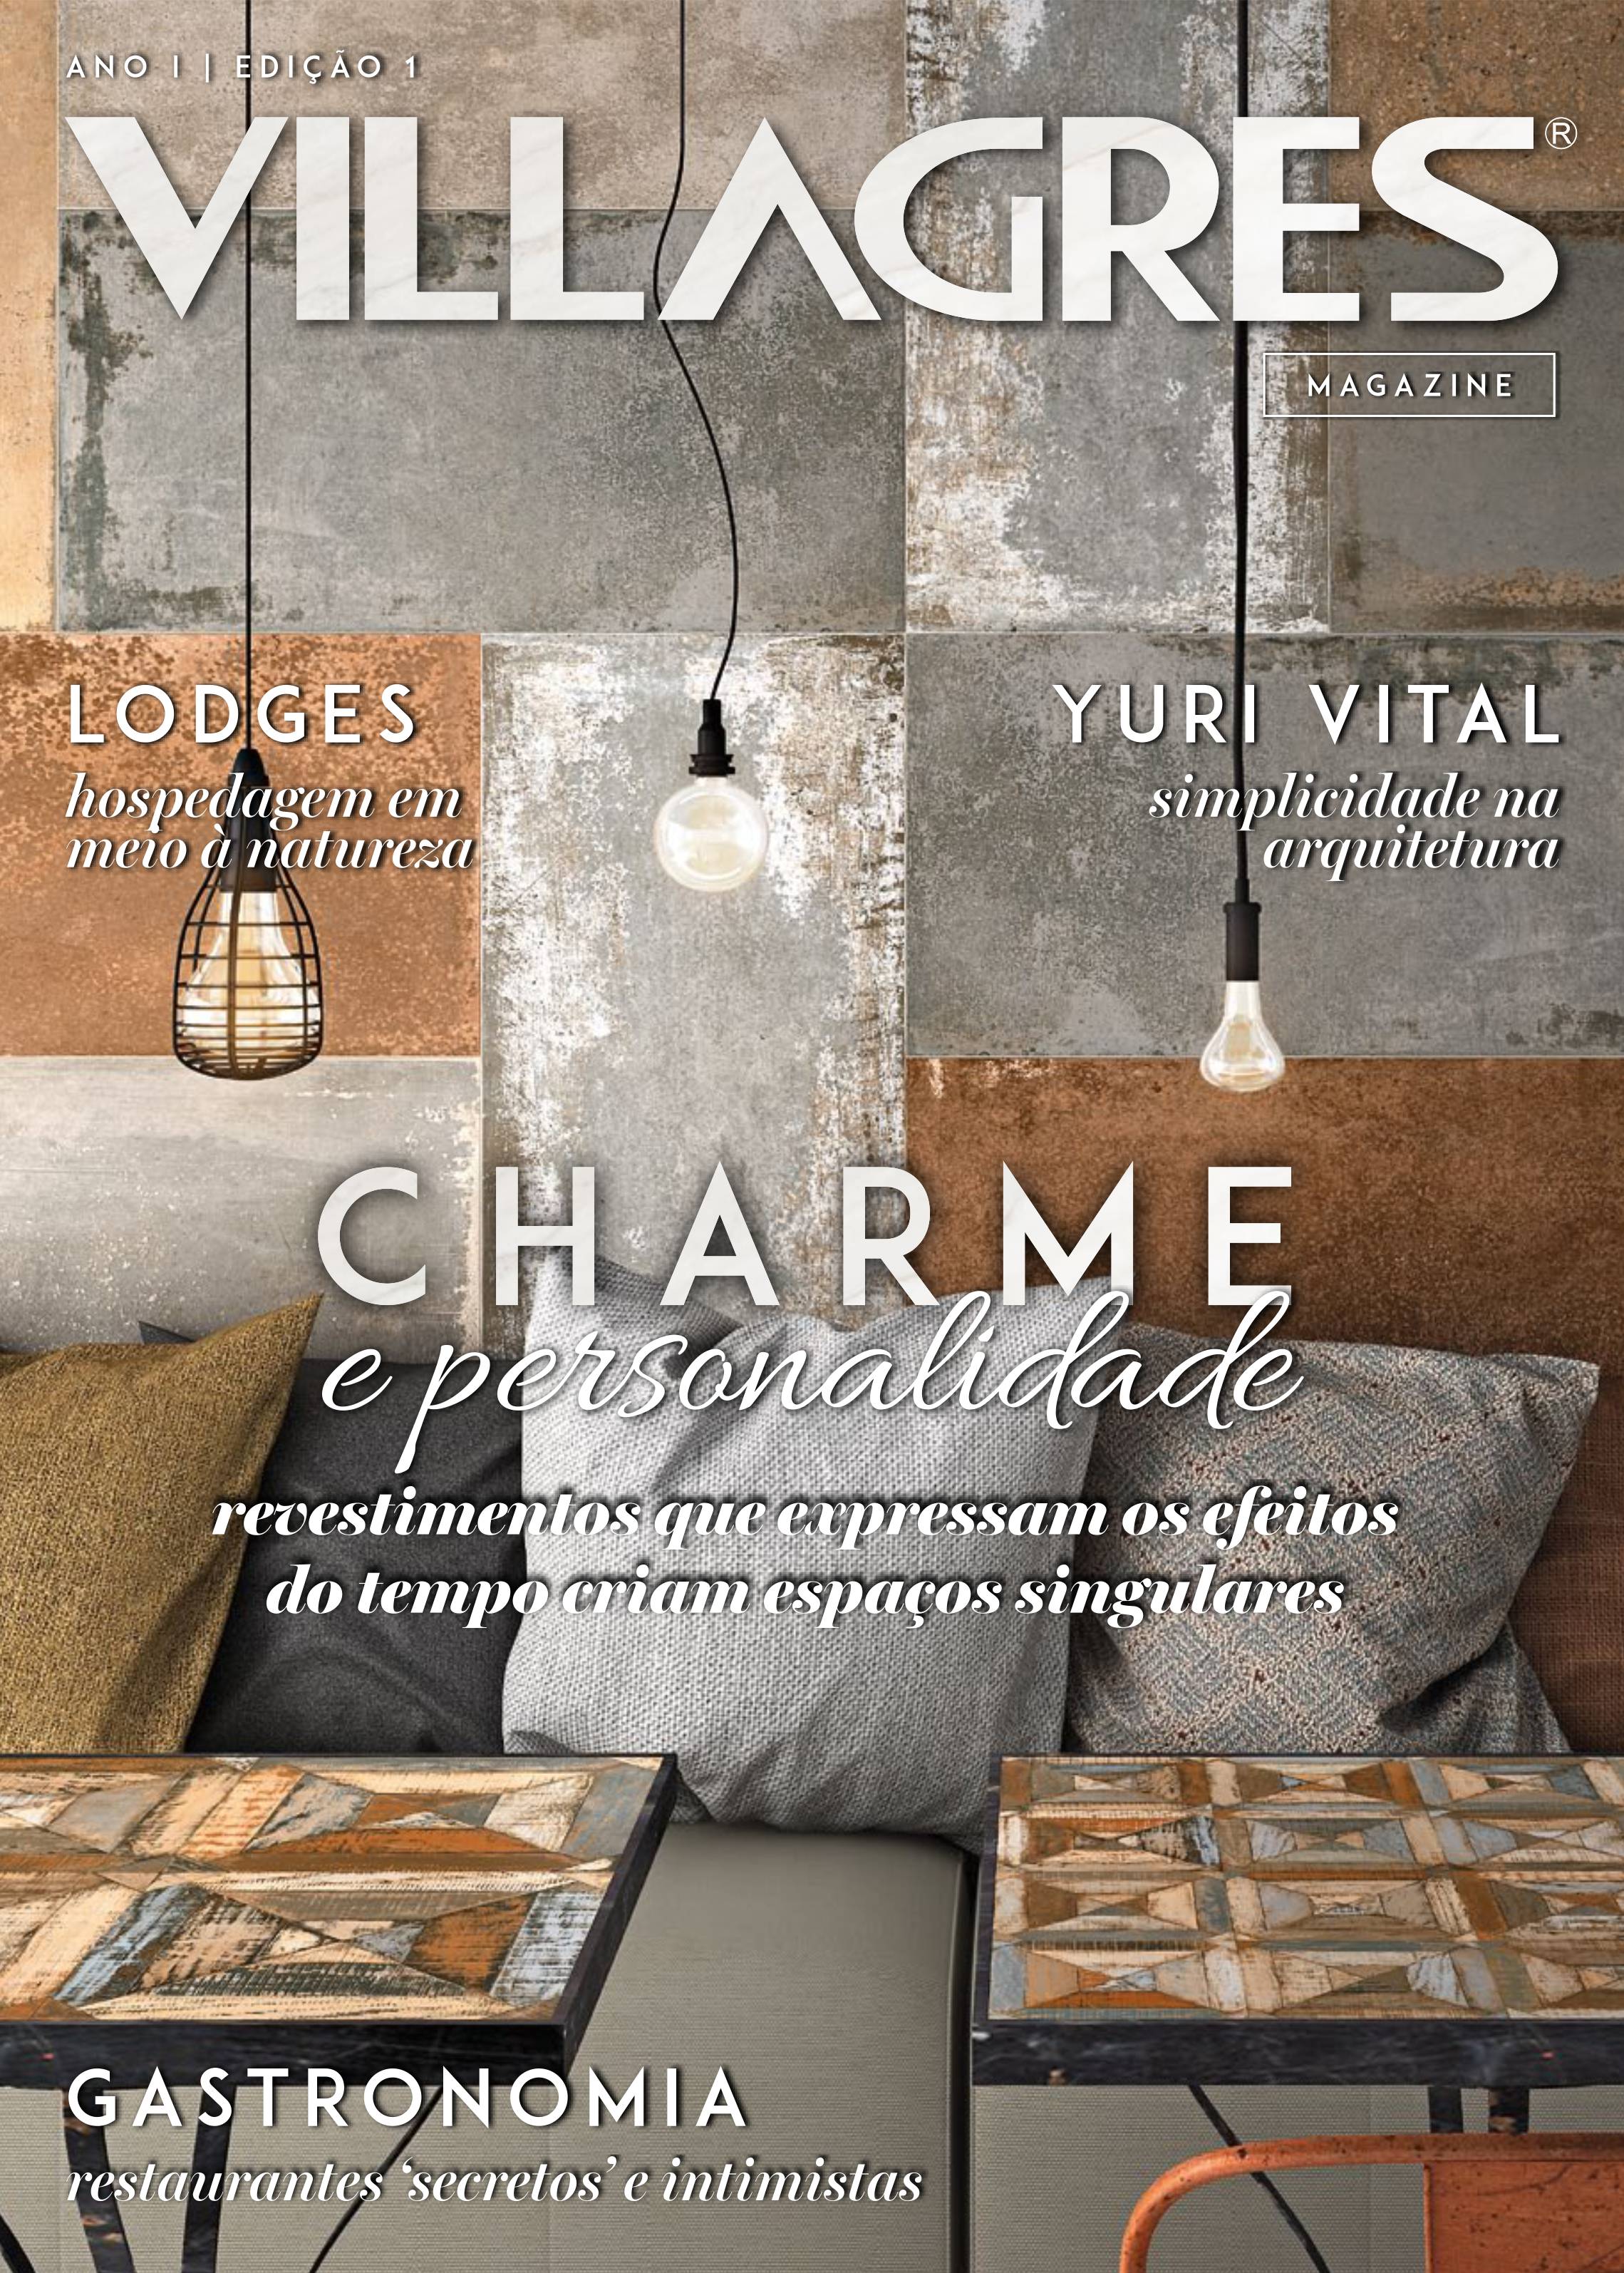 ANO I | EDIÇÃO 1
VILLAGRES®
MAGAZINE
LODGES
hospedagem em
meio à natureza
YURI VITAL
simplicidade na
arquitetura
CHARME
e personalidade
revestimentos que expressam os efeitos
do tempo criam espaços singulares
GASTRONOMIA
restaurantes ‘secretos’ e intimistas